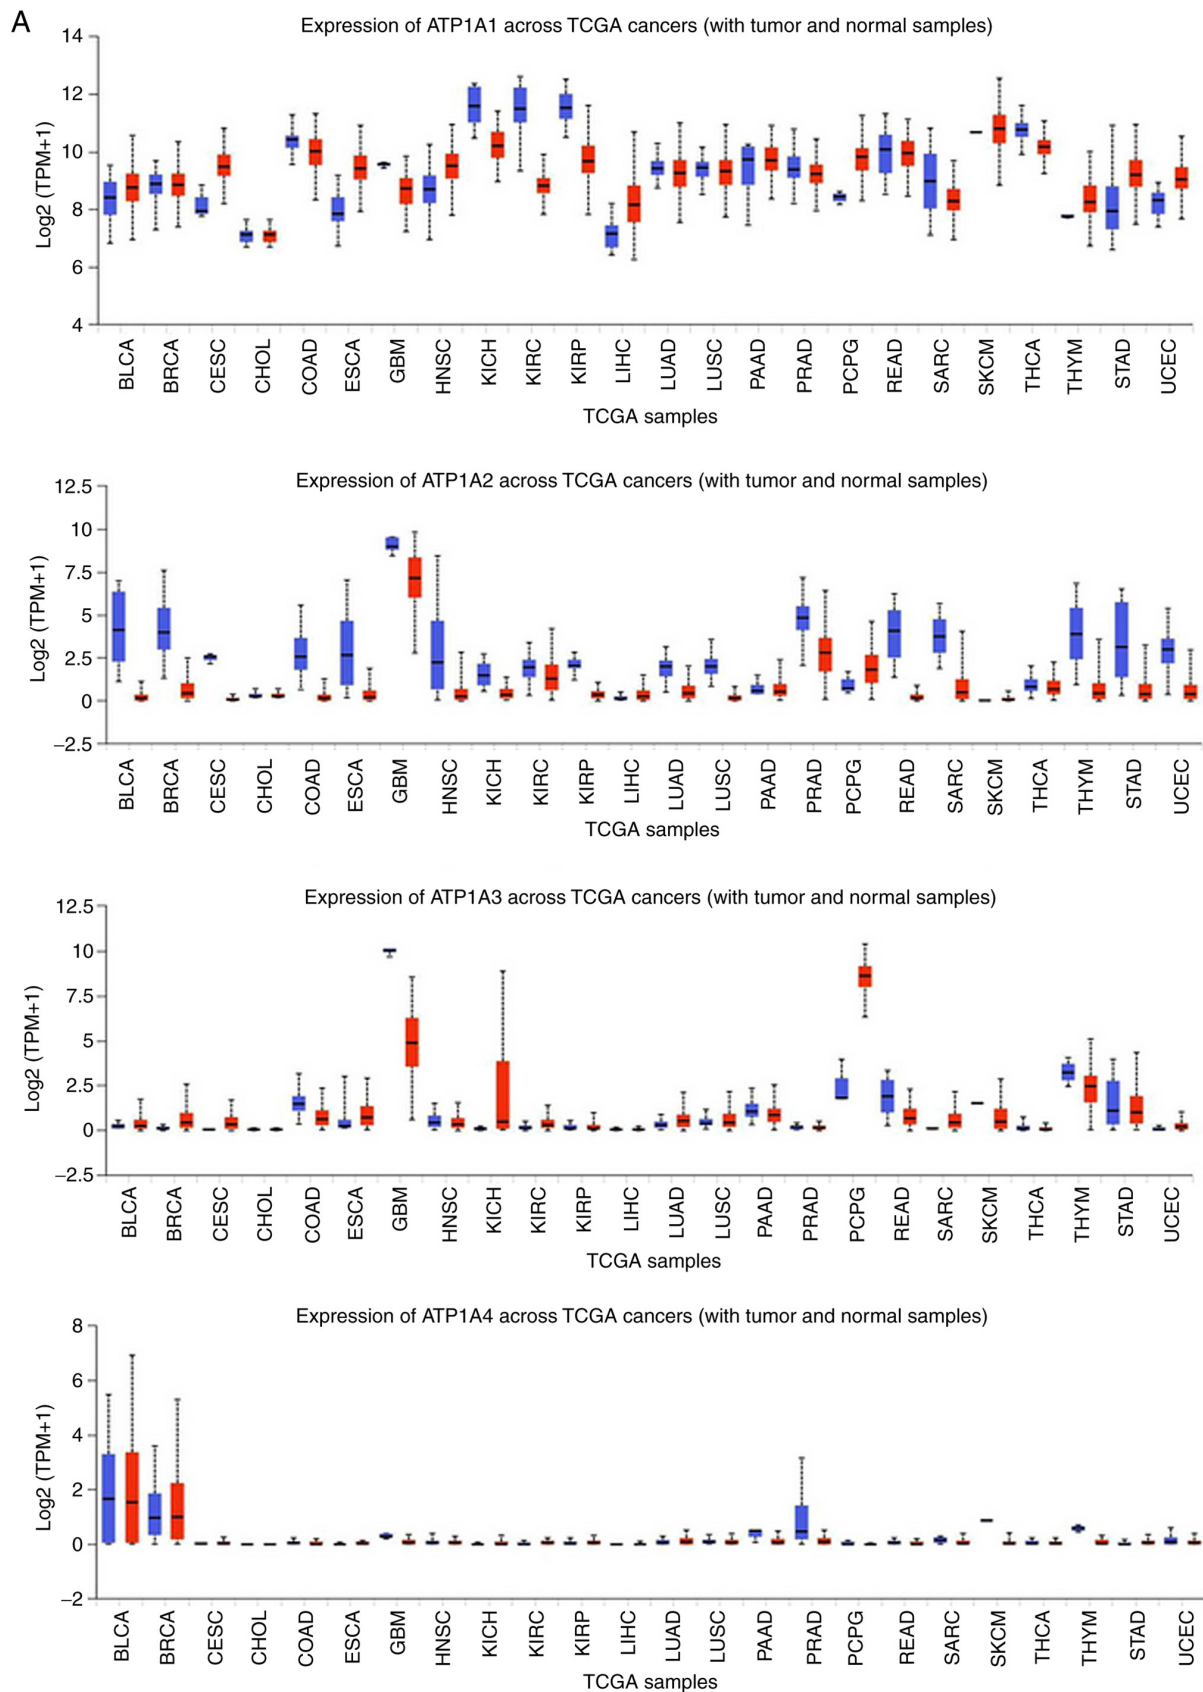 A
Expression of ATP1A1 across TCGA cancers (with tumor and normal samples)
14
12
10
8
6
4
Log2 (TPM+1)
BLCA BRCA CESC CHOL COAD ESCA GBM HNSC KICH KIRC KIRP LIHC LUAD LUSC PAAD PRAD PCPG READ SARC SKCM THCA THYM STAD UCEC
TCGA samples
Expression of ATP1A2 across TCGA cancers (with tumor and normal samples)
12.5
10
7.5
5
2.5
0
−2.5
Log2 (TPM+1)
BLCA BRCA CESC CHOL COAD ESCA GBM HNSC KICH KIRC KIRP LIHC LUAD LUSC PAAD PRAD PCPG READ SARC SKCM THCA THYM STAD UCEC
TCGA samples
Expression of ATP1A3 across TCGA cancers (with tumor and normal samples)
12.5
10
7.5
5
2.5
0
−2.5
Log2 (TPM+1)
BLCA BRCA CESC CHOL COAD ESCA GBM HNSC KICH KIRC KIRP LIHC LUAD LUSC PAAD PRAD PCPG READ SARC SKCM THCA THYM STAD UCEC
TCGA samples
Expression of ATP1A4 across TCGA cancers (with tumor and normal samples)
8
6
4
2
0
−2
Log2 (TPM+1)
BLCA BRCA CESC CHOL COAD ESCA GBM HNSC KICH KIRC KIRP LIHC LUAD LUSC PAAD PRAD PCPG READ SARC SKCM THCA THYM STAD UCEC
TCGA samples